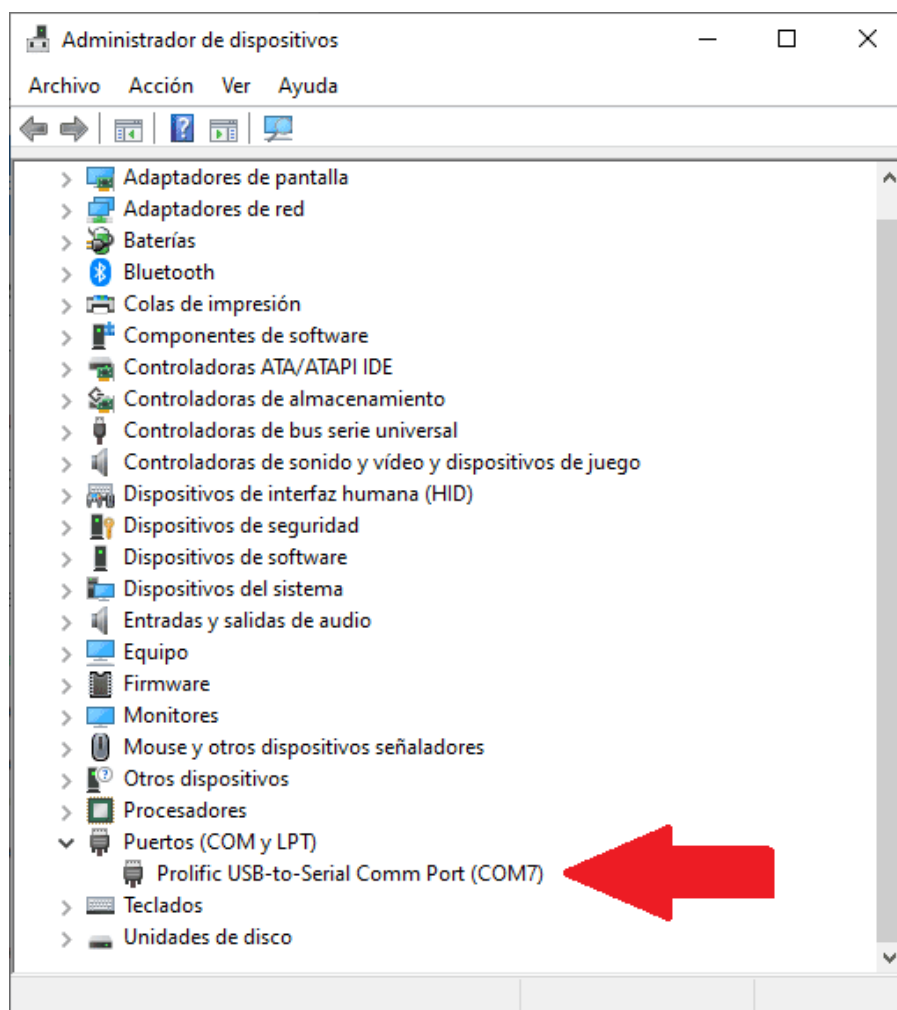 Administrador de dispositivos
Archivo Acción Ver Ayuda
Adaptadores de pantalla
Adaptadores de red
Baterías
Bluetooth
Colas de impresión
Componentes de software
Controladoras ATA/ATAPI IDE
Controladoras de almacenamiento
Controladoras de bus serie universal
Controladoras de sonido y vídeo y dispositivos de juego
Dispositivos de interfaz humana (HID)
Dispositivos de seguridad
Dispositivos de software
Dispositivos del sistema
Entradas y salidas de audio
Equipo
Firmware
Monitores
Mouse y otros dispositivos señaladores
Otros dispositivos
Procesadores
Puertos (COM y LPT)
Prolific USB-to-Serial Comm Port (COM7)
Teclados
Unidades de disco